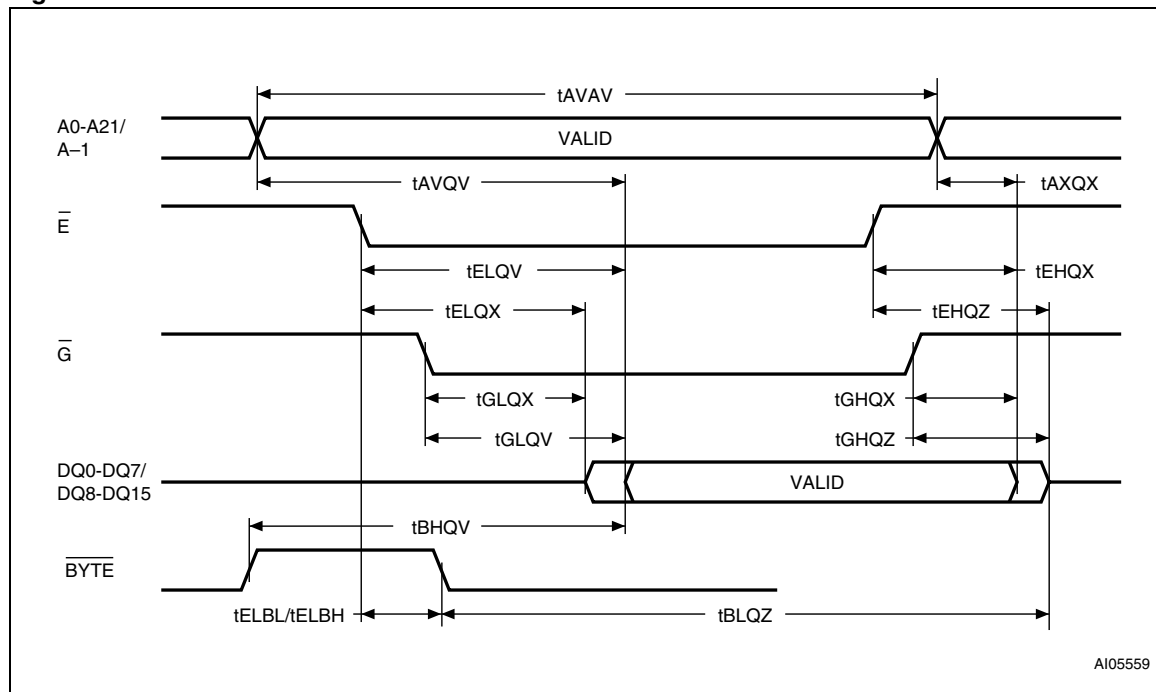 tAVAV
A0-A21/
A–1
VALID
tAVQV
tAXQX
E
tELQV
tEHQX
tELQX
tEHQZ
G
tGLQX
tGHQX
tGLQV
tGHQZ
DQ0-DQ7/
DQ8-DQ15
VALID
tBHQV
BYTE
tELBL/tELBH
tBLQZ
AI05559